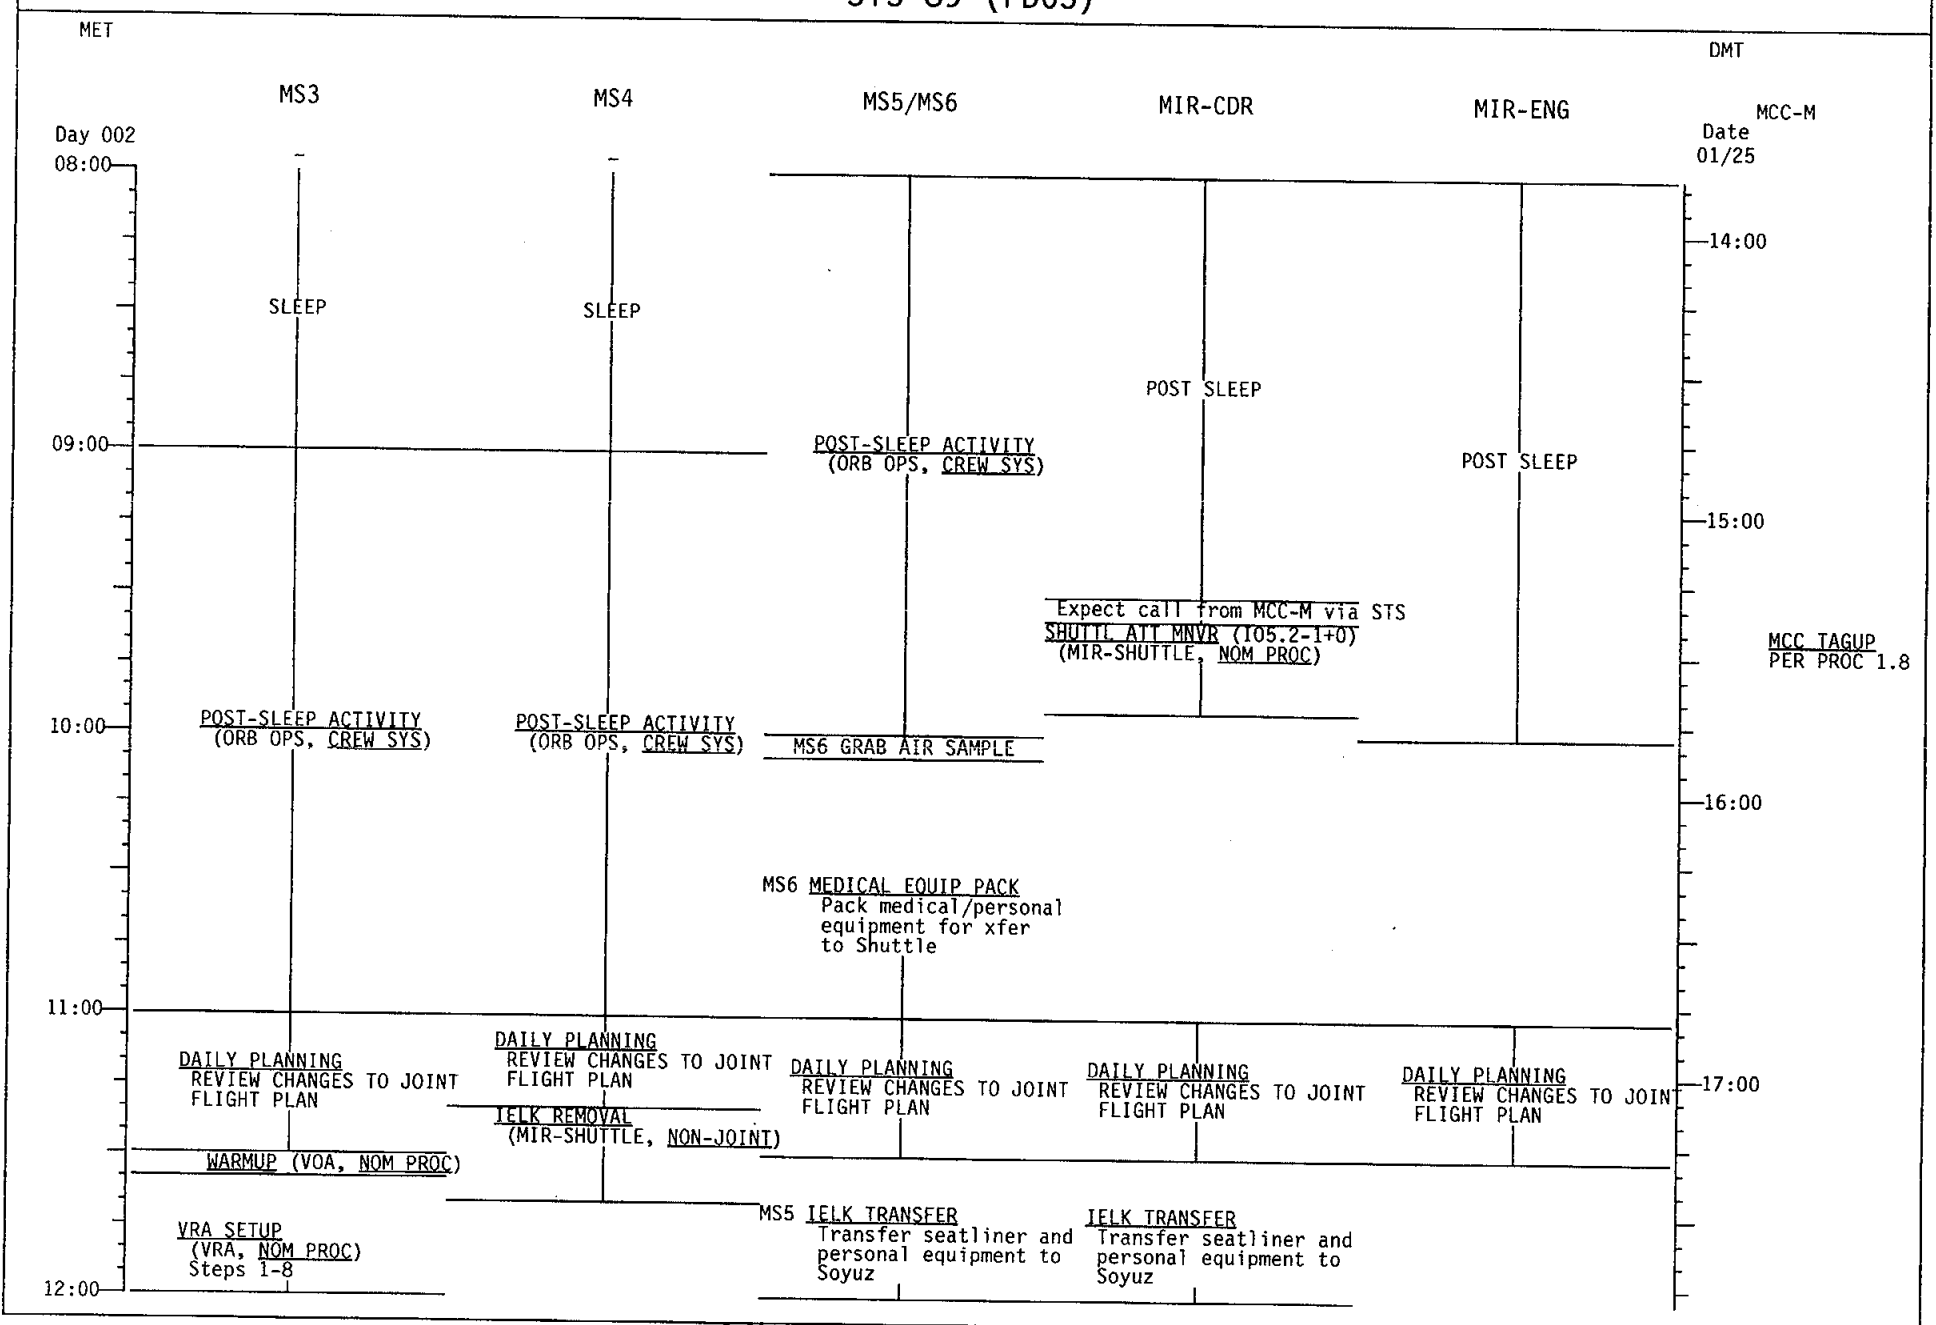 MET
DMT
MS3
MS4
MS5/MS6
MIR-CDR
MIR-ENG
MCC-M
Day 002
Date
01/25
08:00
14:00
SLEEP
SLEEP
POST SLEEP
09:00
POST-SLEEP ACTIVITY
(ORB OPS, CREW SYS)
POST SLEEP
15:00
Expect call from MCC-M via STS
SHUTTL ATT MNVR (105.2-1+0)
(MIR-SHUTTLE, NOM PROC)
MCC TAGUP
PER PROC 1.8
10:00
POST-SLEEP ACTIVITY
(ORB OPS, CREW SYS)
POST-SLEEP ACTIVITY
(ORB OPS, CREW SYS)
MS6 GRAB AIR SAMPLE
16:00
MS6 MEDICAL EQUIP PACK
Pack medical/personal
equipment for xfer
to Shuttle
11:00
DAILY PLANNING
REVIEW CHANGES TO JOINT
FLIGHT PLAN
DAILY PLANNING
REVIEW CHANGES TO JOINT
FLIGHT PLAN
DAILY PLANNING
REVIEW CHANGES TO JOINT
FLIGHT PLAN
DAILY PLANNING
REVIEW CHANGES TO JOINT
FLIGHT PLAN
DAILY PLANNING
REVIEW CHANGES TO JOINT
FLIGHT PLAN
17:00
IELK REMOVAL
(MIR-SHUTTLE, NON-JOINT)
WARMUP (VOA, NOM PROC)
VRA SETUP
(VRA, NOM PROC)
Steps 1-8
MS5 IELK TRANSFER
Transfer seatliner and
personal equipment to
Soyuz
IELK TRANSFER
Transfer seatliner and
personal equipment to
Soyuz
12:00